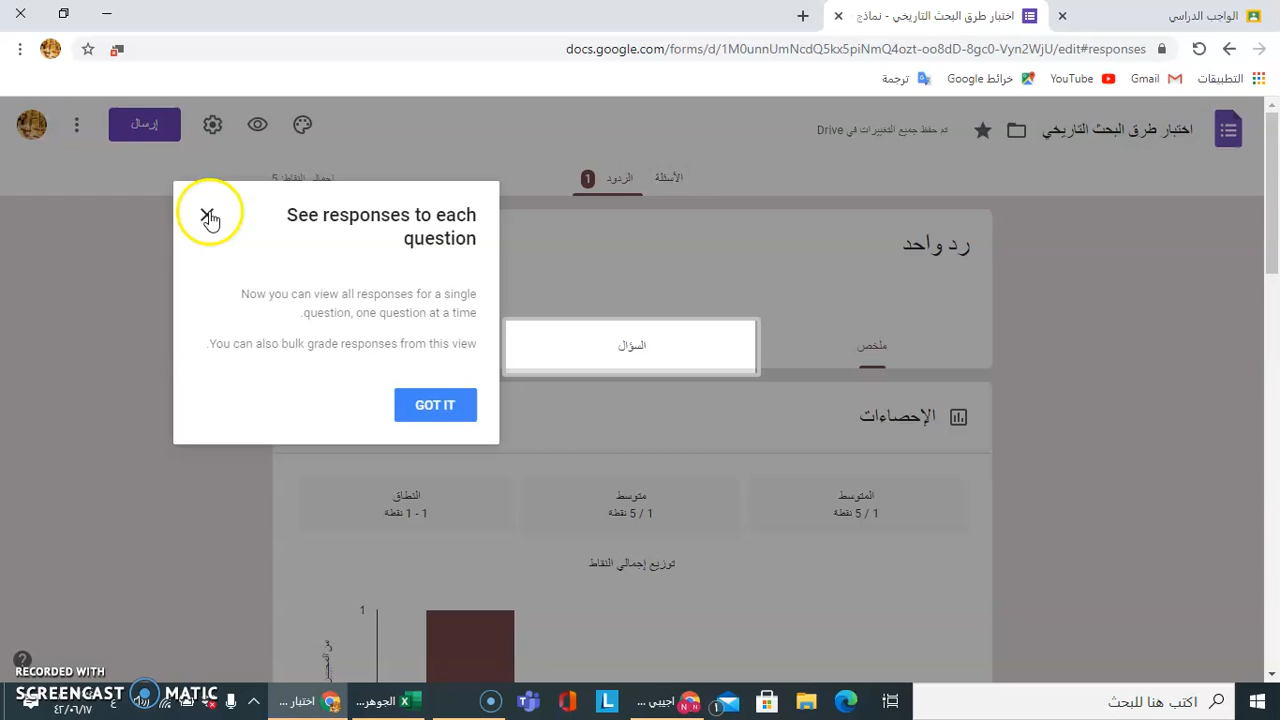 الواجب الدراسي
اختبار طرق البحث التاريخي - نماذج
docs.google.com/forms/d/1M0unnUmNcdQ5kx5piNmQ4ozt-oo8dD-8gc0-Vyn2WjU/edit#responses
التطبيقات
Gmail
YouTube
خرائط Google
ترجمة
اختبار طرق البحث التاريخي
تم حفظ جميع التغييرات في Drive
إرسال
الأسئلة
الردود 1
إجمالي النقاط: 5
See responses to each
question
Now you can view all responses for a single
.question, one question at a time
.You can also bulk grade responses from this view
GOT IT
رد واحد
ملخص
السؤال
الإحصاءات
المتوسط
1 / 5 نقطة
متوسط
1 / 5 نقطة
النطاق
1 - 1 نقطة
توزيع إجمالي النقاط
1
RECORDED WITH
SCREENCAST MATIC
اكتب هنا للبحث
اجيبي ...
الجوهر...
اختبار ...